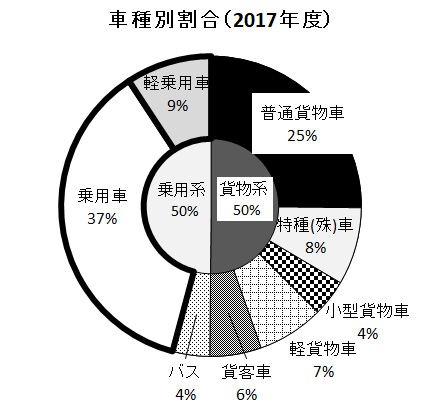 車種別割合（2017年度）
軽乗用車
9%
普通貨物車
25%
乗用車
37%
乗用系
50%
貨物系
50%
特種(殊)車
8%
小型貨物車
4%
軽貨物車
7%
貨客車
6%
バス
4%